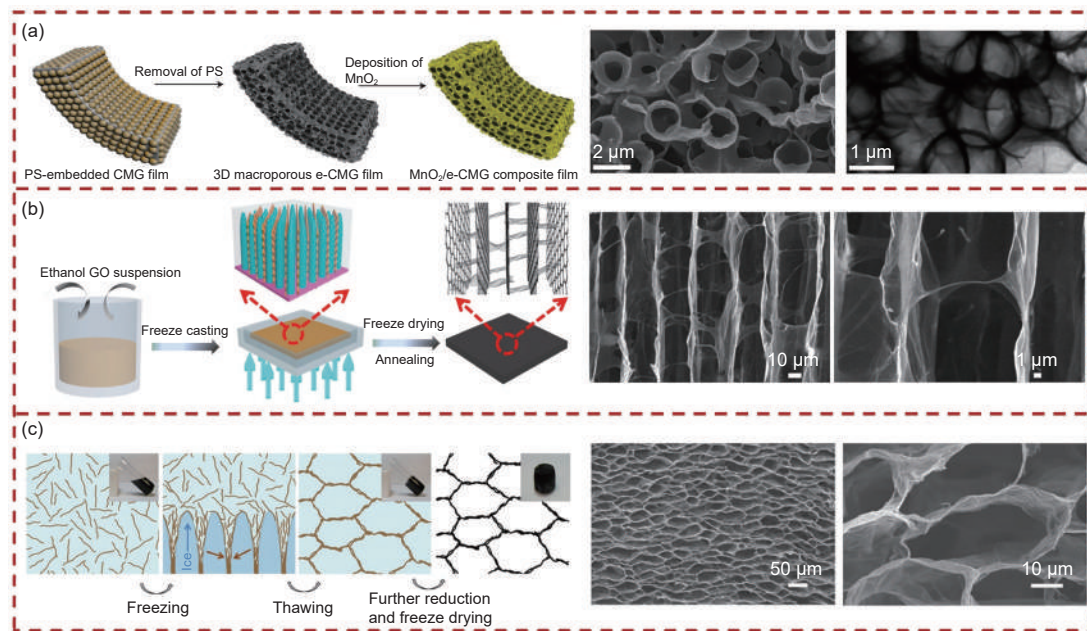 (a)
Removal of PS
Deposition of
MnO₂
PS-embedded CMG film
3D macroporous e-CMG film
MnO₂/e-CMG composite film
2 μm
1 μm
(b)
Ethanol GO suspension
Freeze casting
Freeze drying
Annealing
10 μm
1 μm
(c)
Ice
Freezing
Thawing
Further reduction
and freeze drying
50 μm
10 μm